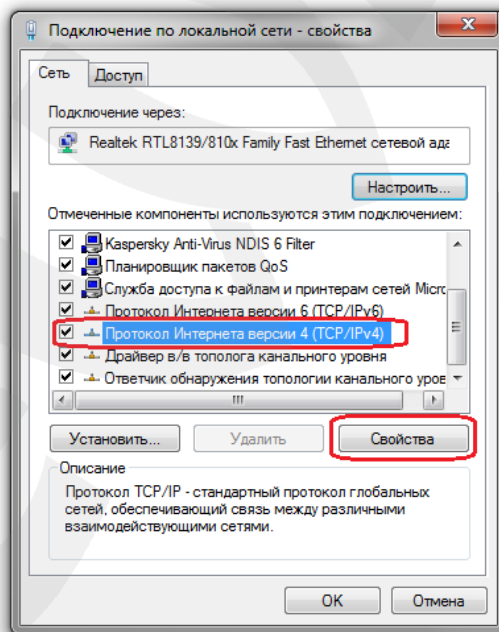 Подключение по локальной сети - свойства
Сеть
Доступ
Подключение через:
Realtek RTL8139/810x Family Fast Ethernet сетевой ада
Настроить...
Отмеченные компоненты используются этим подключением:
Kaspersky Anti-Virus NDIS 6 Filter
Планировщик пакетов QoS
Служба доступа к файлам и принтерам сетей Micro
Протокол Интернета версии 6 (TCP/IPv6)
Протокол Интернета версии 4 (TCP/IPv4)
Драйвер в/в тополога канального уровня
Ответчик обнаружения топологии канального уров
Установить...
Удалить
Свойства
Описание
Протокол TCP/IP - стандартный протокол глобальных
сетей, обеспечивающий связь между различными
взаимодействующими сетями.
OK
Отмена